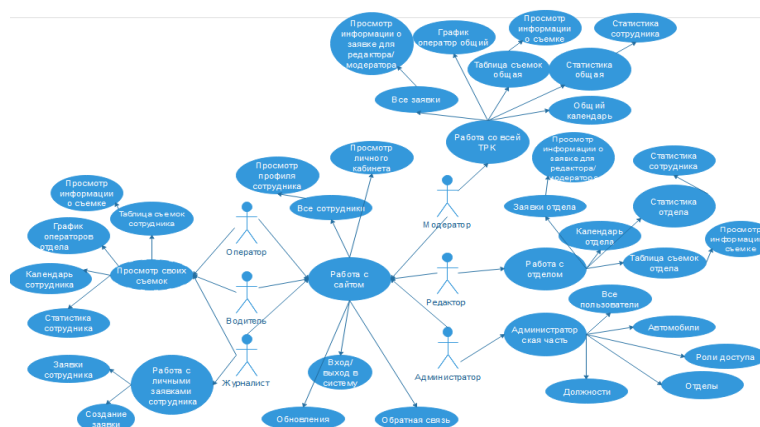 Просмотр
информации о
заявке для
редактора/
модератора
График
оператор общий
Просмотр
информации
о съемке
Статистика
сотрудника
Таблица съемок
общая
Статистика
общая
Все заявки
Общий
календарь
Работа со всей
ТРК
Просмотр
информации о
заявке для
редактора/
модератора
Просмотр
личного
кабинета
Просмотр
профиля
сотрудника
Все сотрудники
Модератор
Заявки отдела
Статистика
сотрудника
Статистика
отдела
Календарь
отдела
Просмотр
информации о
съемке
Таблица съемок
отдела
Просмотр
информации
о съемке
Таблица съемок
сотрудника
График
операторов
отдела
Оператор
Календарь
сотрудника
Просмотр своих
съемок
Работа с
сайтом
Редактор
Работа с
отделом
Статистика
сотрудника
Водитель
Все
пользователи
Администратор
ская часть
Автомобили
Роли доступа
Отделы
Должности
Администратор
Заявки
сотрудника
Работа с
личными
заявками
сотрудника
Журналист
Вход/
выход в
систему
Создание
заявки
Обновления
Обратная связь